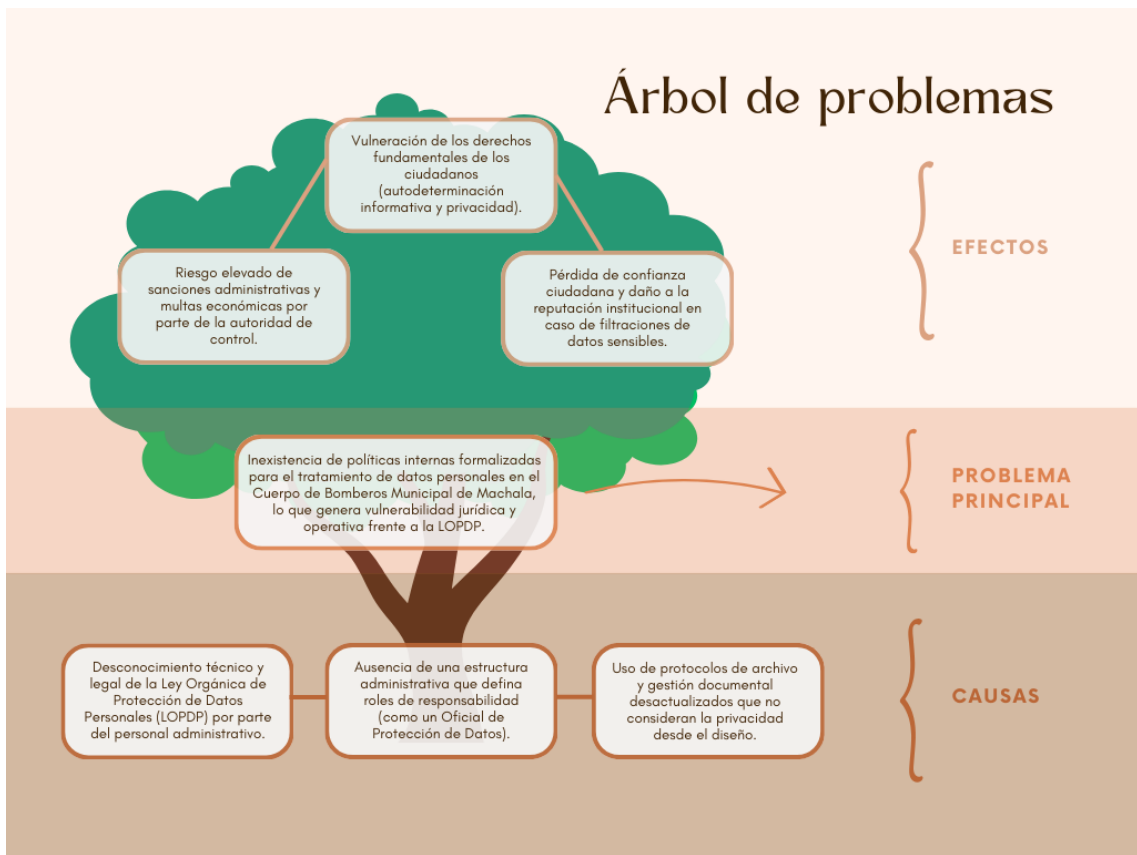 Árbol de problemas
Vulneración de los derechos
fundamentales de los
ciudadanos
(autodeterminación
informativa y privacidad).
Riesgo elevado de
sanciones administrativas y
multas económicas por
parte de la autoridad de
control.
Pérdida de confianza
ciudadana y daño a la
reputación institucional en
caso de filtraciones de
datos sensibles.
EFECTOS
Inexistencia de políticas internas formalizadas
para el tratamiento de datos personales en el
Cuerpo de Bomberos Municipal de Machala,
lo que genera vulnerabilidad jurídica y
operativa frente a la LOPDP.
PROBLEMA
PRINCIPAL
Desconocimiento técnico y
legal de la Ley Orgánica de
Protección de Datos
Personales (LOPDP) por parte
del personal administrativo.
Ausencia de una estructura
administrativa que defina
roles de responsabilidad
(como un Oficial de
Protección de Datos).
Uso de protocolos de archivo
y gestión documental
desactualizados que no
consideran la privacidad
desde el diseño.
CAUSAS